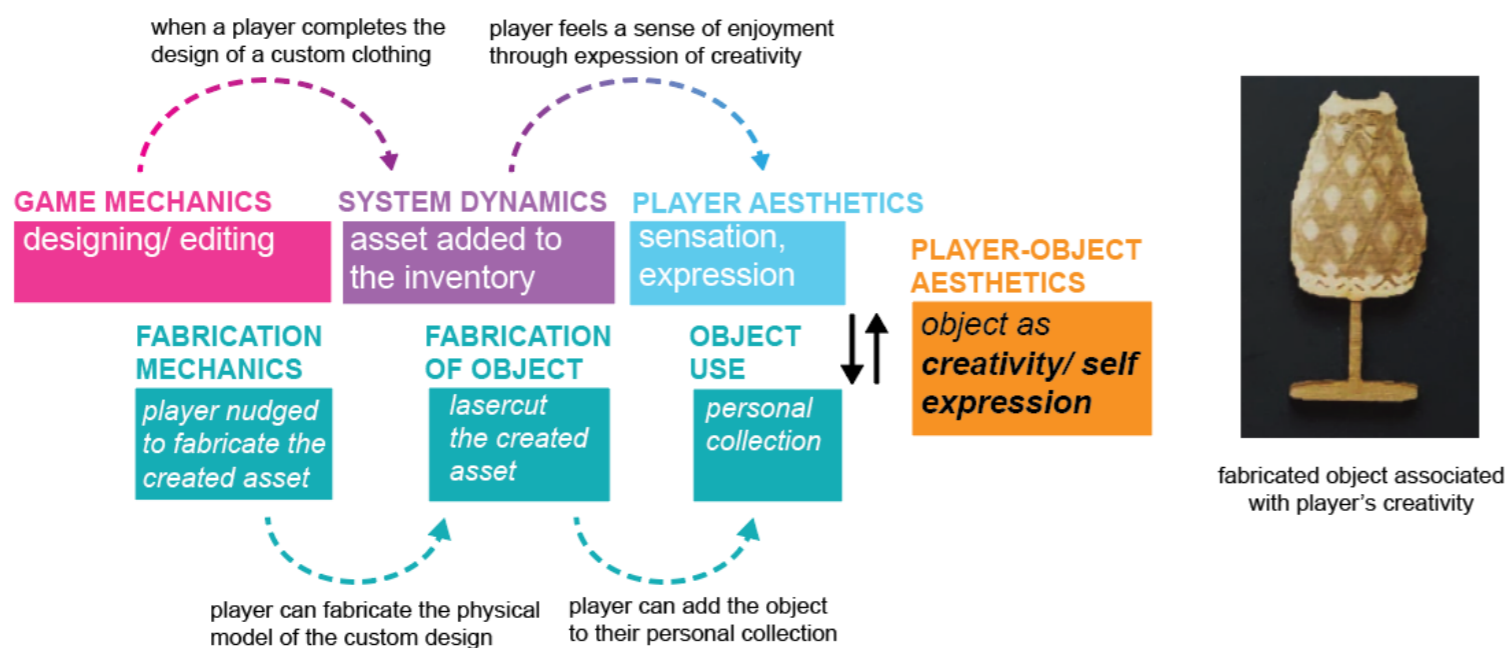 when a player completes the
design of a custom clothing
player feels a sense of enjoyment
through expession of creativity
GAME MECHANICS
designing/ editing
SYSTEM DYNAMICS
asset added to
the inventory
PLAYER AESTHETICS
sensation,
expression
PLAYER-OBJECT
AESTHETICS
object as
creativity/ self
expression
FABRICATION
MECHANICS
player nudged
to fabricate the
created asset
FABRICATION
OF OBJECT
lasercut
the created
asset
OBJECT
USE
personal
collection
player can fabricate the physical
model of the custom design
player can add the object
to their personal collection
fabricated object associated
with player’s creativity